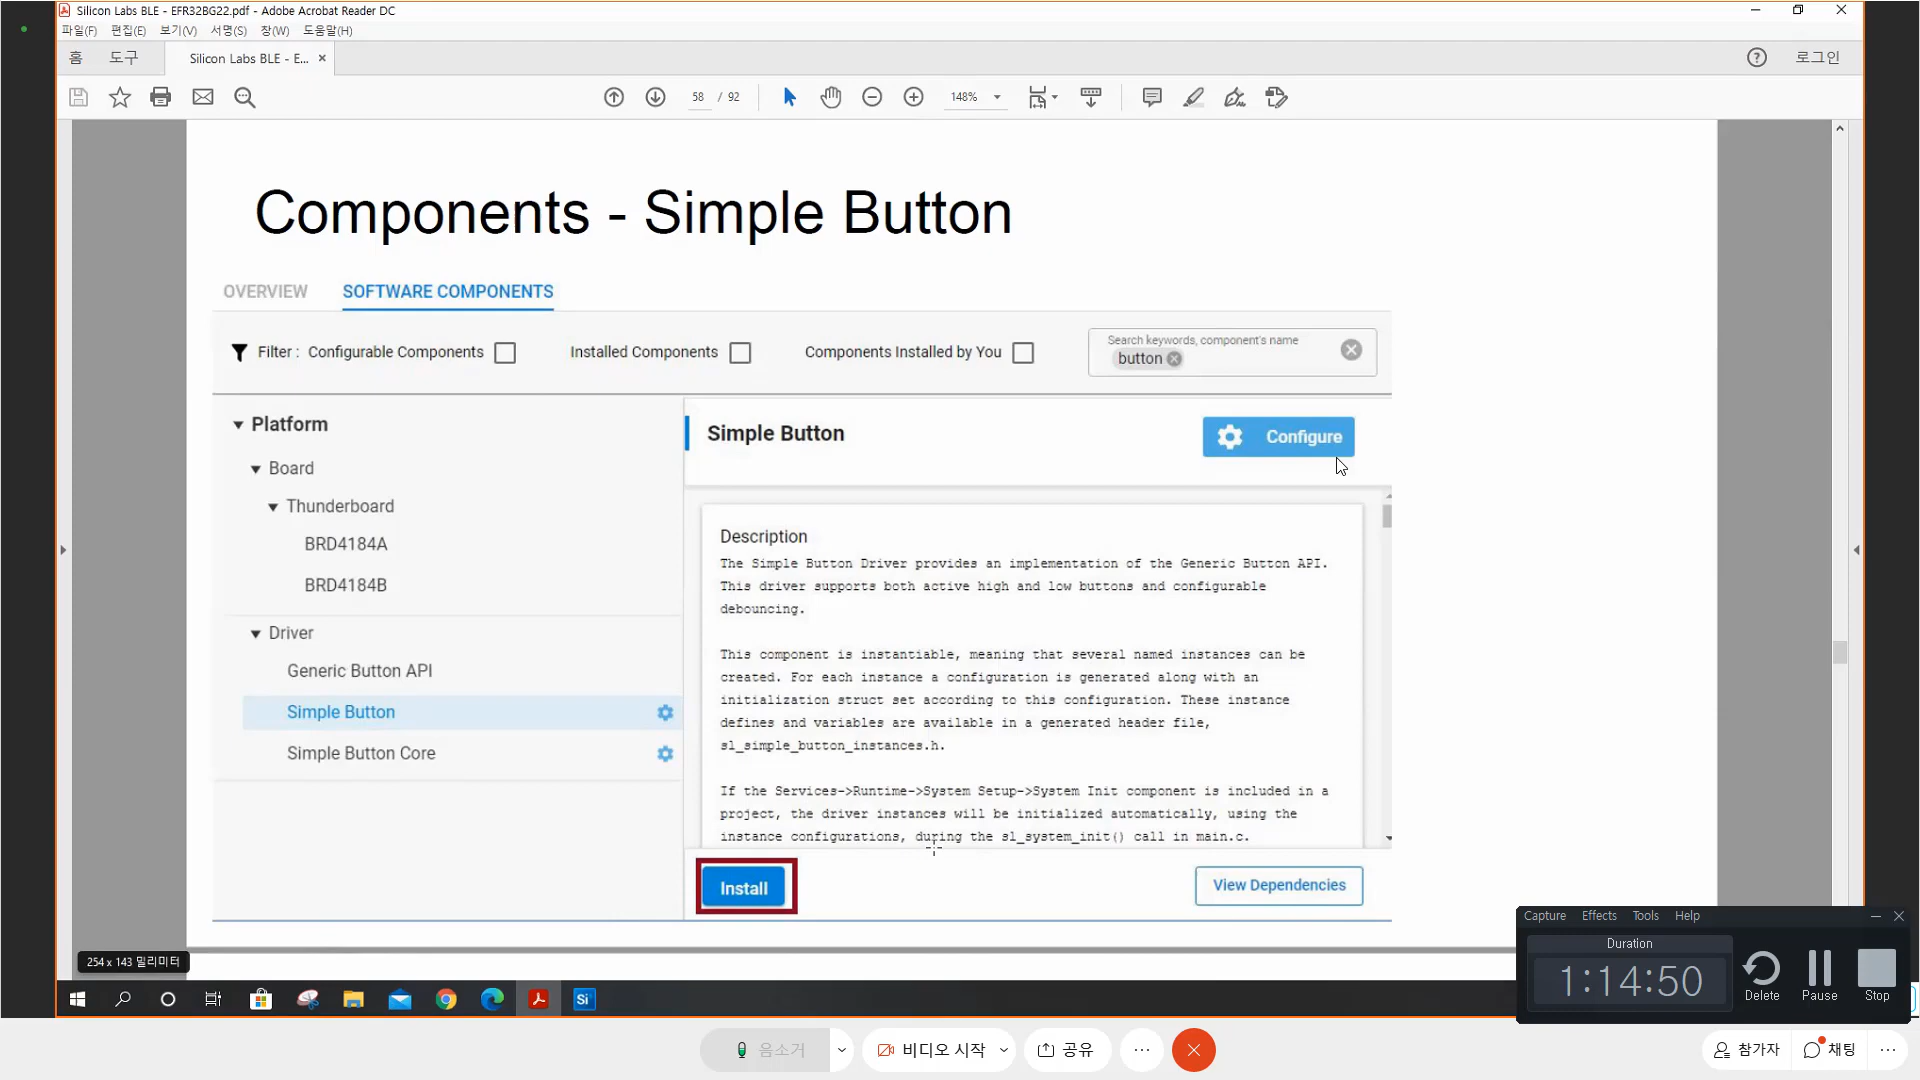 Silicon Labs BLE - EFR32BG22.pdf - Adobe Acrobat Reader DC
파일(F) 편집(E) 보기(V) 서명(S) 창(W) 도움말(H)
홈 도구 Silicon Labs BLE - E... × 로그인
58 / 92 148%
Components - Simple Button
OVERVIEW SOFTWARE COMPONENTS
Filter : Configurable Components Installed Components Components Installed by You
Search keywords, component's name
button
Platform
Board
Thunderboard
BRD4184A
BRD4184B
Driver
Generic Button API
Simple Button
Simple Button Core
Simple Button
Configure
Description
The Simple Button Driver provides an implementation of the Generic Button API.
This driver supports both active high and low buttons and configurable
debouncing.
This component is instantiable, meaning that several named instances can be
created. For each instance a configuration is generated along with an
initialization struct set according to this configuration. These instance
defines and variables are available in a generated header file,
sl_simple_button_instances.h.
If the Services->Runtime->System Setup->System Init component is included in a
project, the driver instances will be initialized automatically, using the
instance configurations, during the sl_system_init() call in main.c.
Install
View Dependencies
254 x 143 밀리미터
Capture Effects Tools Help
Duration
1:14:50
Delete Pause Stop
Si
음소거 비디오 시작 공유 참가자 채팅